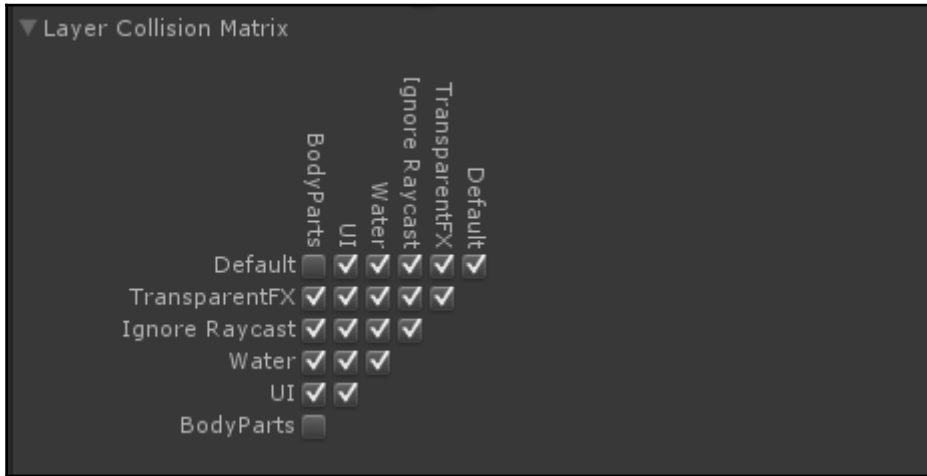 Layer Collision Matrix
BodyParts
UI
Water
Ignore Raycast
TransparentFX
Default
Default
TransparentFX
Ignore Raycast
Water
UI
BodyParts